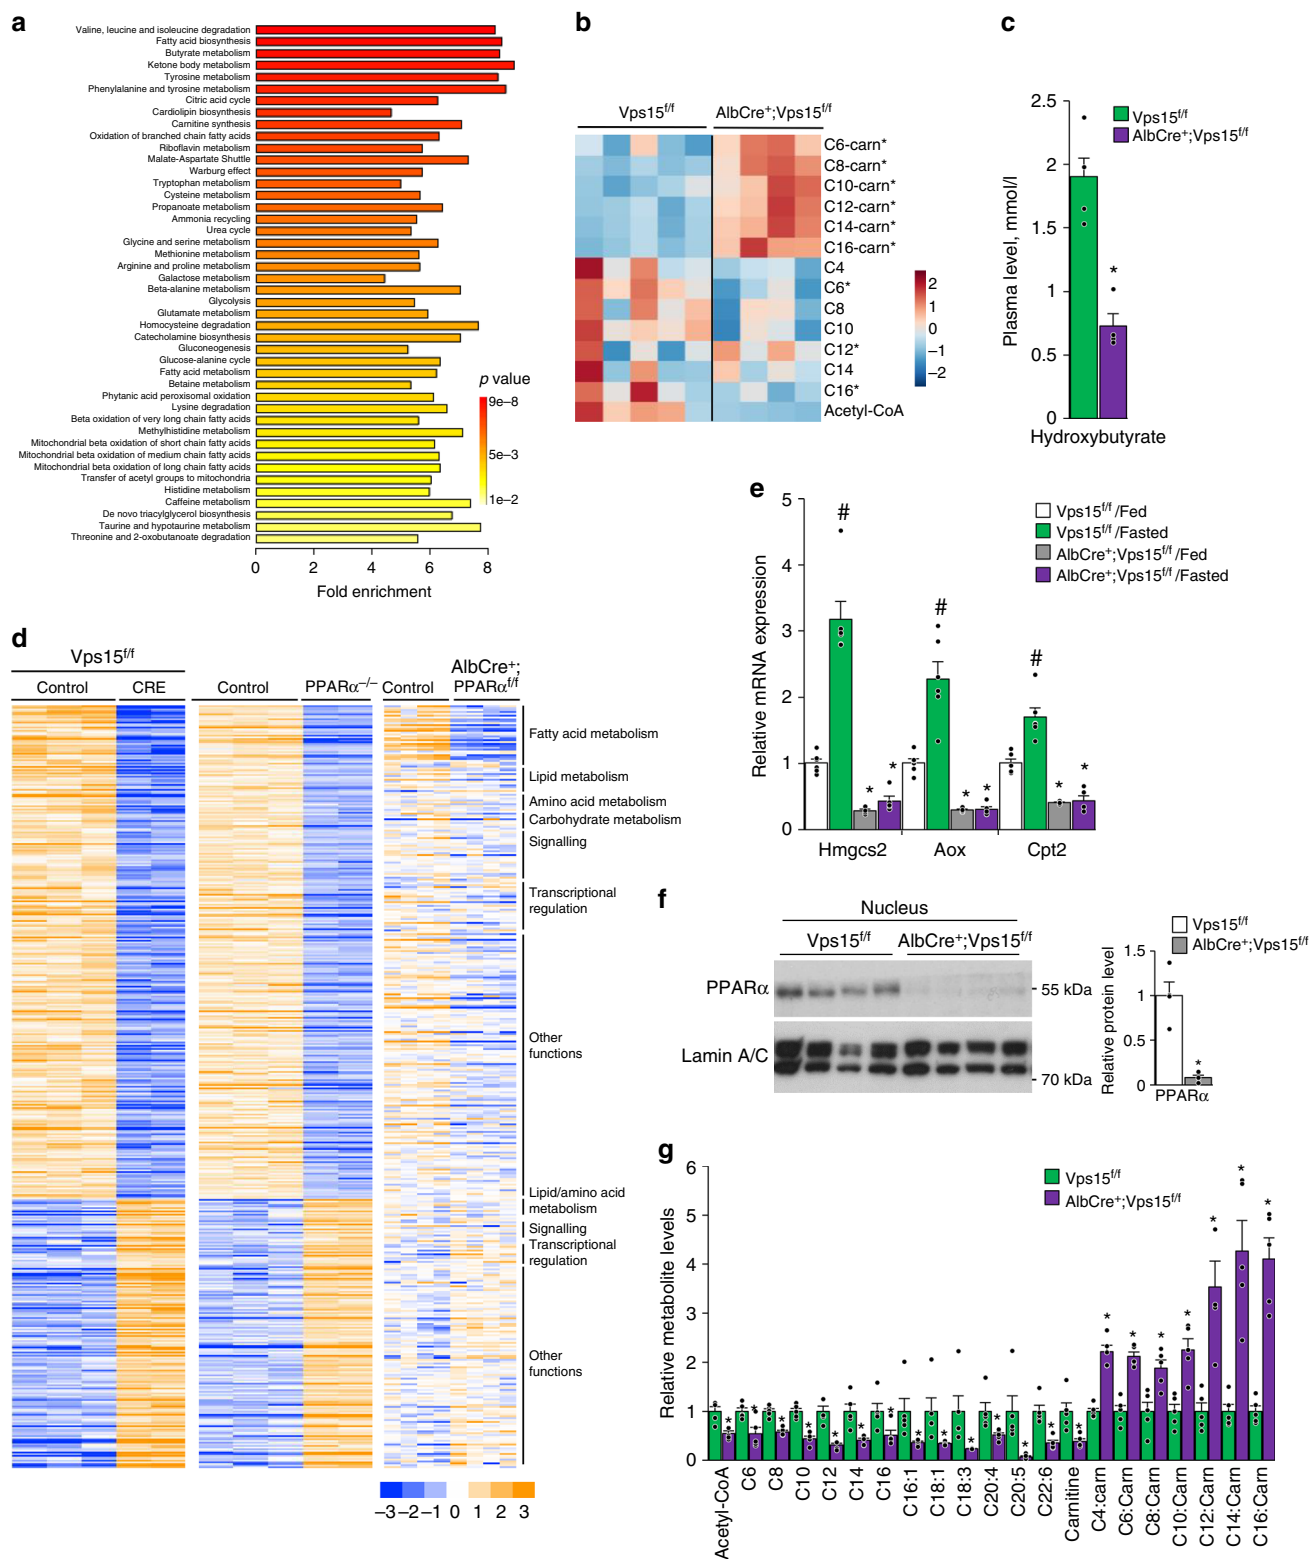 a
Valine, leucine and isoleucine degradation
Fatty acid biosynthesis
Butyrate metabolism
Ketone body metabolism
Tyrosine metabolism
Phenylalanine and tyrosine metabolism
Citric acid cycle
Cardiolipin biosynthesis
Carnitine synthesis
Oxidation of branched chain fatty acids
Riboflavin metabolism
Malate-Aspartate Shuttle
Warburg effect
Tryptophan metabolism
Cysteine metabolism
Propanoate metabolism
Ammonia recycling
Urea cycle
Glycine and serine metabolism
Methionine metabolism
Arginine and proline metabolism
Galactose metabolism
Beta-alanine metabolism
Glycolysis
Glutamate metabolism
Homocysteine degradation
Catecholamine biosynthesis
Gluconeogenesis
Glucose-alanine cycle
Fatty acid metabolism
Betaine metabolism
Phytanic acid peroxisomal oxidation
Lysine degradation
Beta oxidation of very long chain fatty acids
Methylhistidine metabolism
Mitochondrial beta oxidation of short chain fatty acids
Mitochondrial beta oxidation of medium chain fatty acids
Mitochondrial beta oxidation of long chain fatty acids
Transfer of acetyl groups to mitochondria
Histidine metabolism
Caffeine metabolism
De novo triacylglycerol biosynthesis
Taurine and hypotaurine metabolism
Threonine and 2-oxobutanoate degradation
0 2 4 6 8
Fold enrichment
p value
9e–8
5e–3
1e–2
b
Vps15f/f AlbCre+;Vps15f/f
C6-carn*
C8-carn*
C10-carn*
C12-carn*
C14-carn*
C16-carn*
C4
C6*
C8
C10
C12*
C14
C16*
Acetyl-CoA
2
1
0
–1
–2
c
Plasma level, mmol/l
2.5
2
1.5
1
0.5
0
Vps15f/f
AlbCre+;Vps15f/f
*
Hydroxybutyrate
d
Vps15f/f
Control CRE Control PPARα–/– Control AlbCre+;
PPARαf/f
Fatty acid metabolism
Lipid metabolism
Amino acid metabolism
Carbohydrate metabolism
Signalling
Transcriptional
regulation
Other
functions
Lipid/amino acid
metabolism
Signalling
Transcriptional
regulation
Other
functions
–3 –2 –1 0 1 2 3
e
Relative mRNA expression
5
4
3
2
1
0
Vps15f/f /Fed
Vps15f/f /Fasted
AlbCre+;Vps15f/f /Fed
AlbCre+;Vps15f/f /Fasted
# # #
* * * * * *
Hmgcs2 Aox Cpt2
f
Nucleus
Vps15f/f AlbCre+;Vps15f/f
PPARα
55 kDa
Lamin A/C
70 kDa
Vps15f/f
AlbCre+;Vps15f/f
Relative protein level
1.5
1
0.5
0
*
PPARα
g
Relative metabolite levels
6
5
4
3
2
1
0
Vps15f/f
AlbCre+;Vps15f/f
* * * * * * * * * * * * * * * * * * * * *
Acetyl-CoA C6 C8 C10 C12 C14 C16 C16:1 C18:1 C18:3 C20:4 C20:5 C22:6 Carnitine C4:Carn C6:Carn C8:Carn C10:Carn C12:Carn C14:Carn C16:Carn